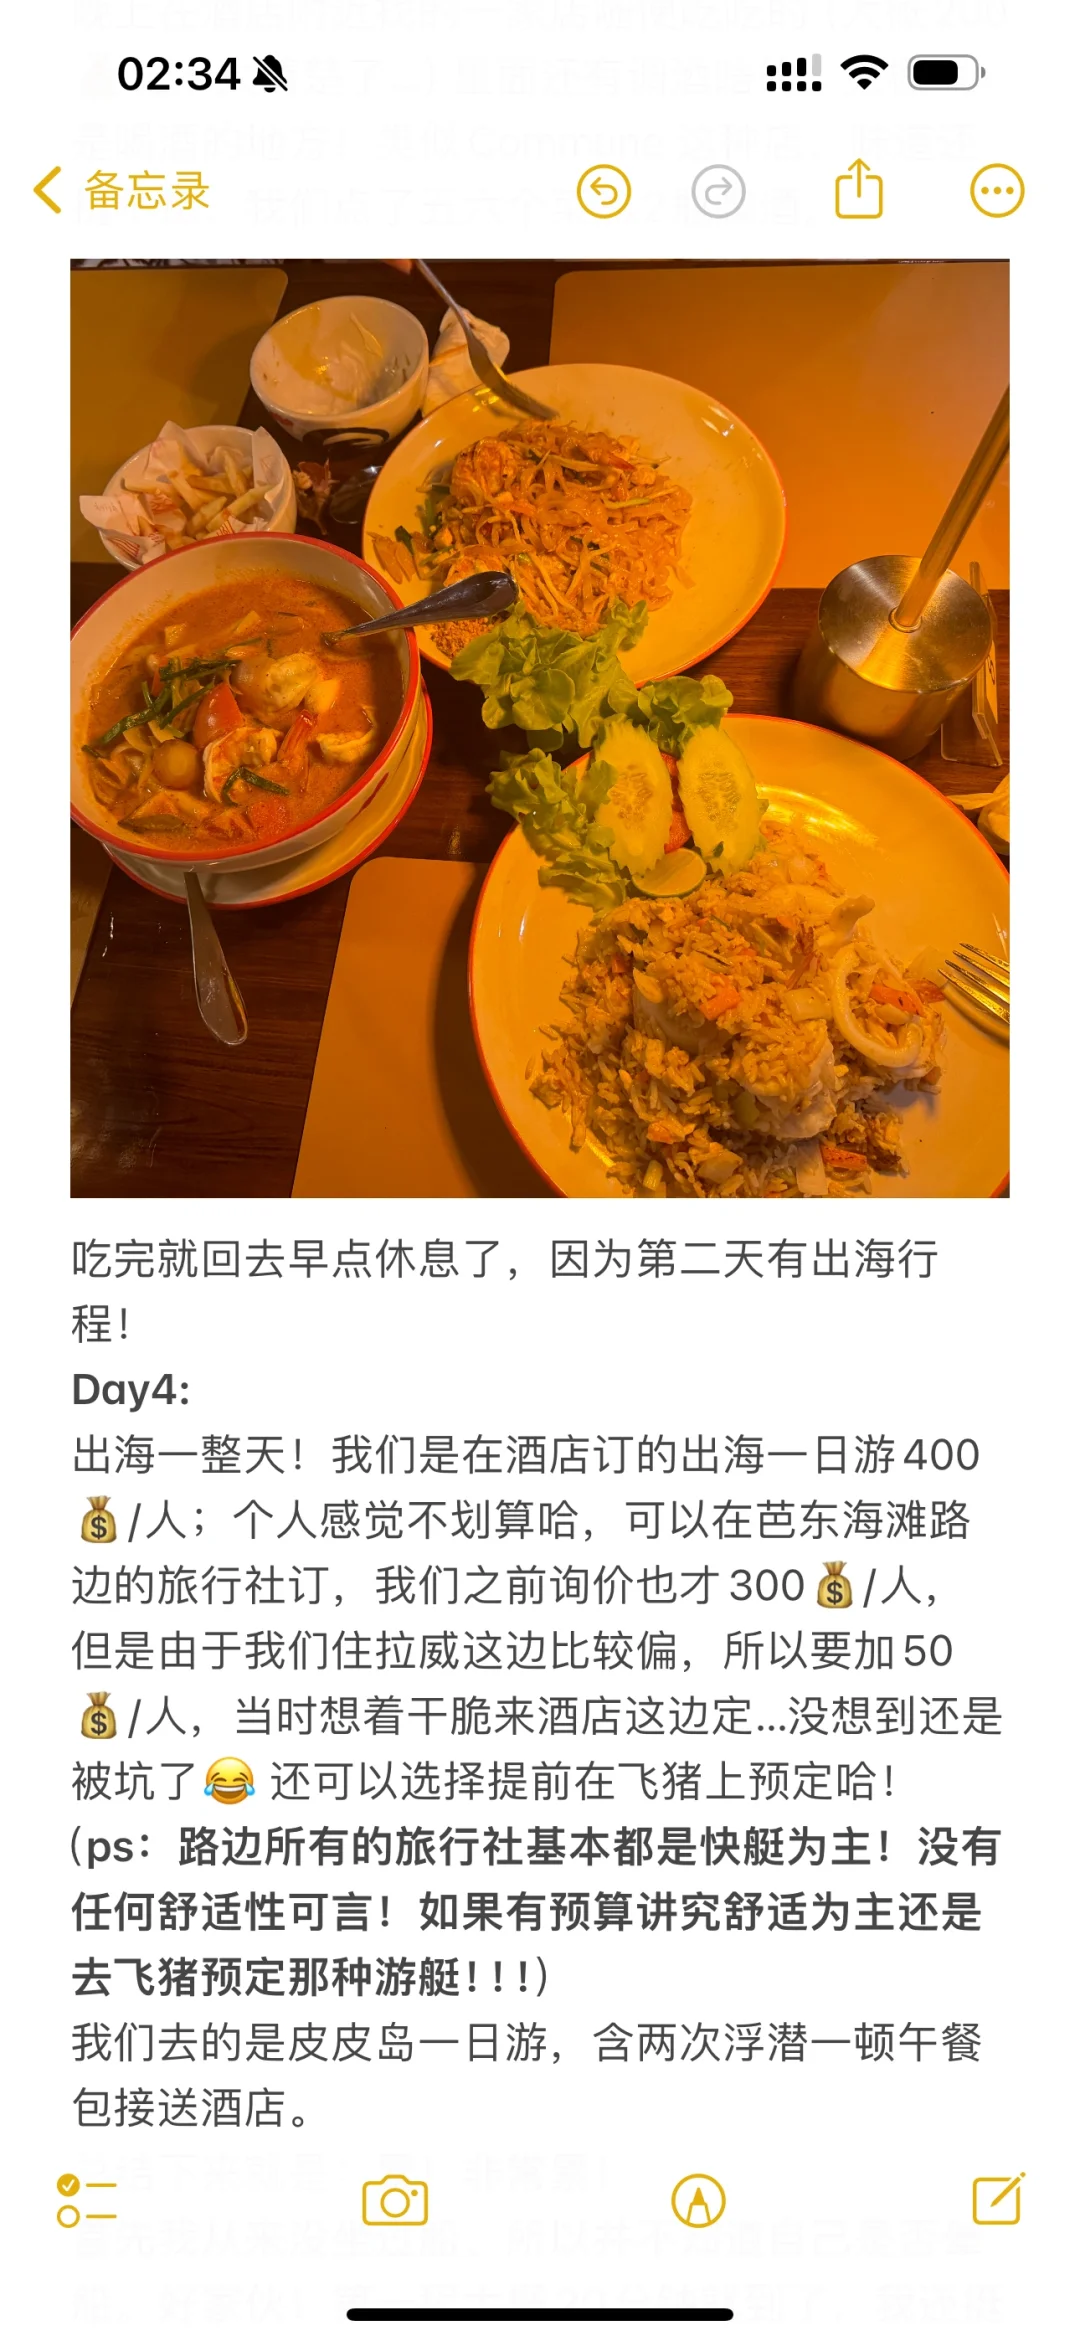 02:34
备忘录
吃完就回去早点休息了，因为第二天有出海行
程！
Day4:
出海一整天！我们是在酒店订的出海一日游400
💰/人；个人感觉不划算哈，可以在芭东海滩路
边的旅行社订，我们之前询价也才300💰/人，
但是由于我们住拉威这边比较偏，所以要加50
💰/人，当时想着干脆来酒店这边定...没想到还是
被坑了😂 还可以选择提前在飞猪上预定哈！
(ps：路边所有的旅行社基本都是快艇为主！没有
任何舒适性可言！如果有预算讲究舒适为主还是
去飞猪预定那种游艇！！！)
我们去的是皮皮岛一日游，含两次浮潜一顿午餐
包接送酒店。